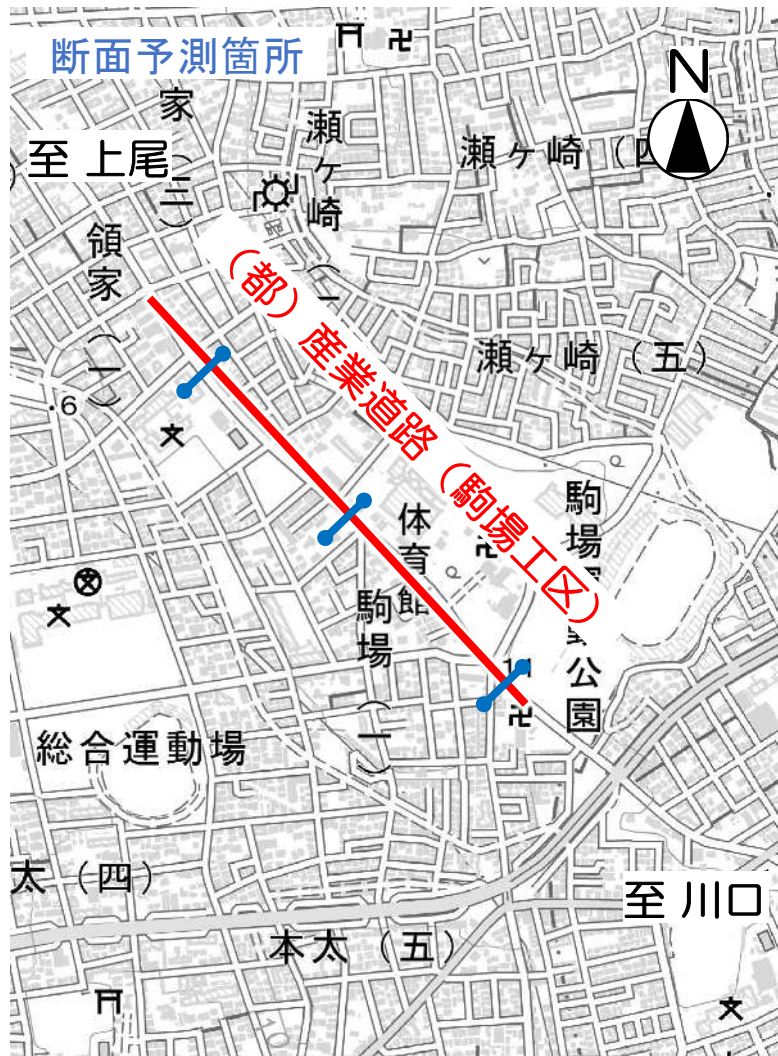 断面予測箇所
N
至 上尾
家(三)
瀬ヶ崎
瀬ヶ崎(四
領家(一)
(都)産業道路(駒場工区)
瀬ヶ崎(五)
.6
体育館
駒場
公園
駒場(一)
総合運動場
太(四)
至 川口
本太(五)
10